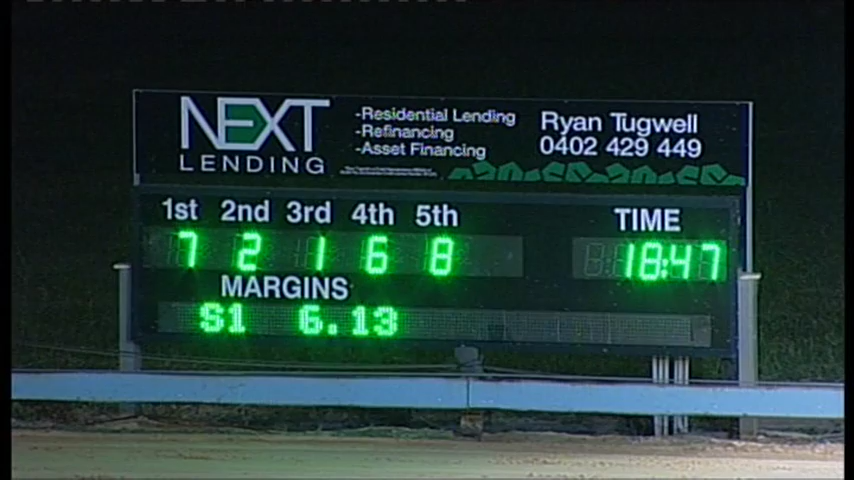 NEXT
LENDING
-Residential Lending
-Refinancing
-Asset Financing
Ryan Tugwell
0402 429 449
1st 2nd 3rd 4th 5th TIME
7 2 1 6 8 18:47
MARGINS
S1 6.13